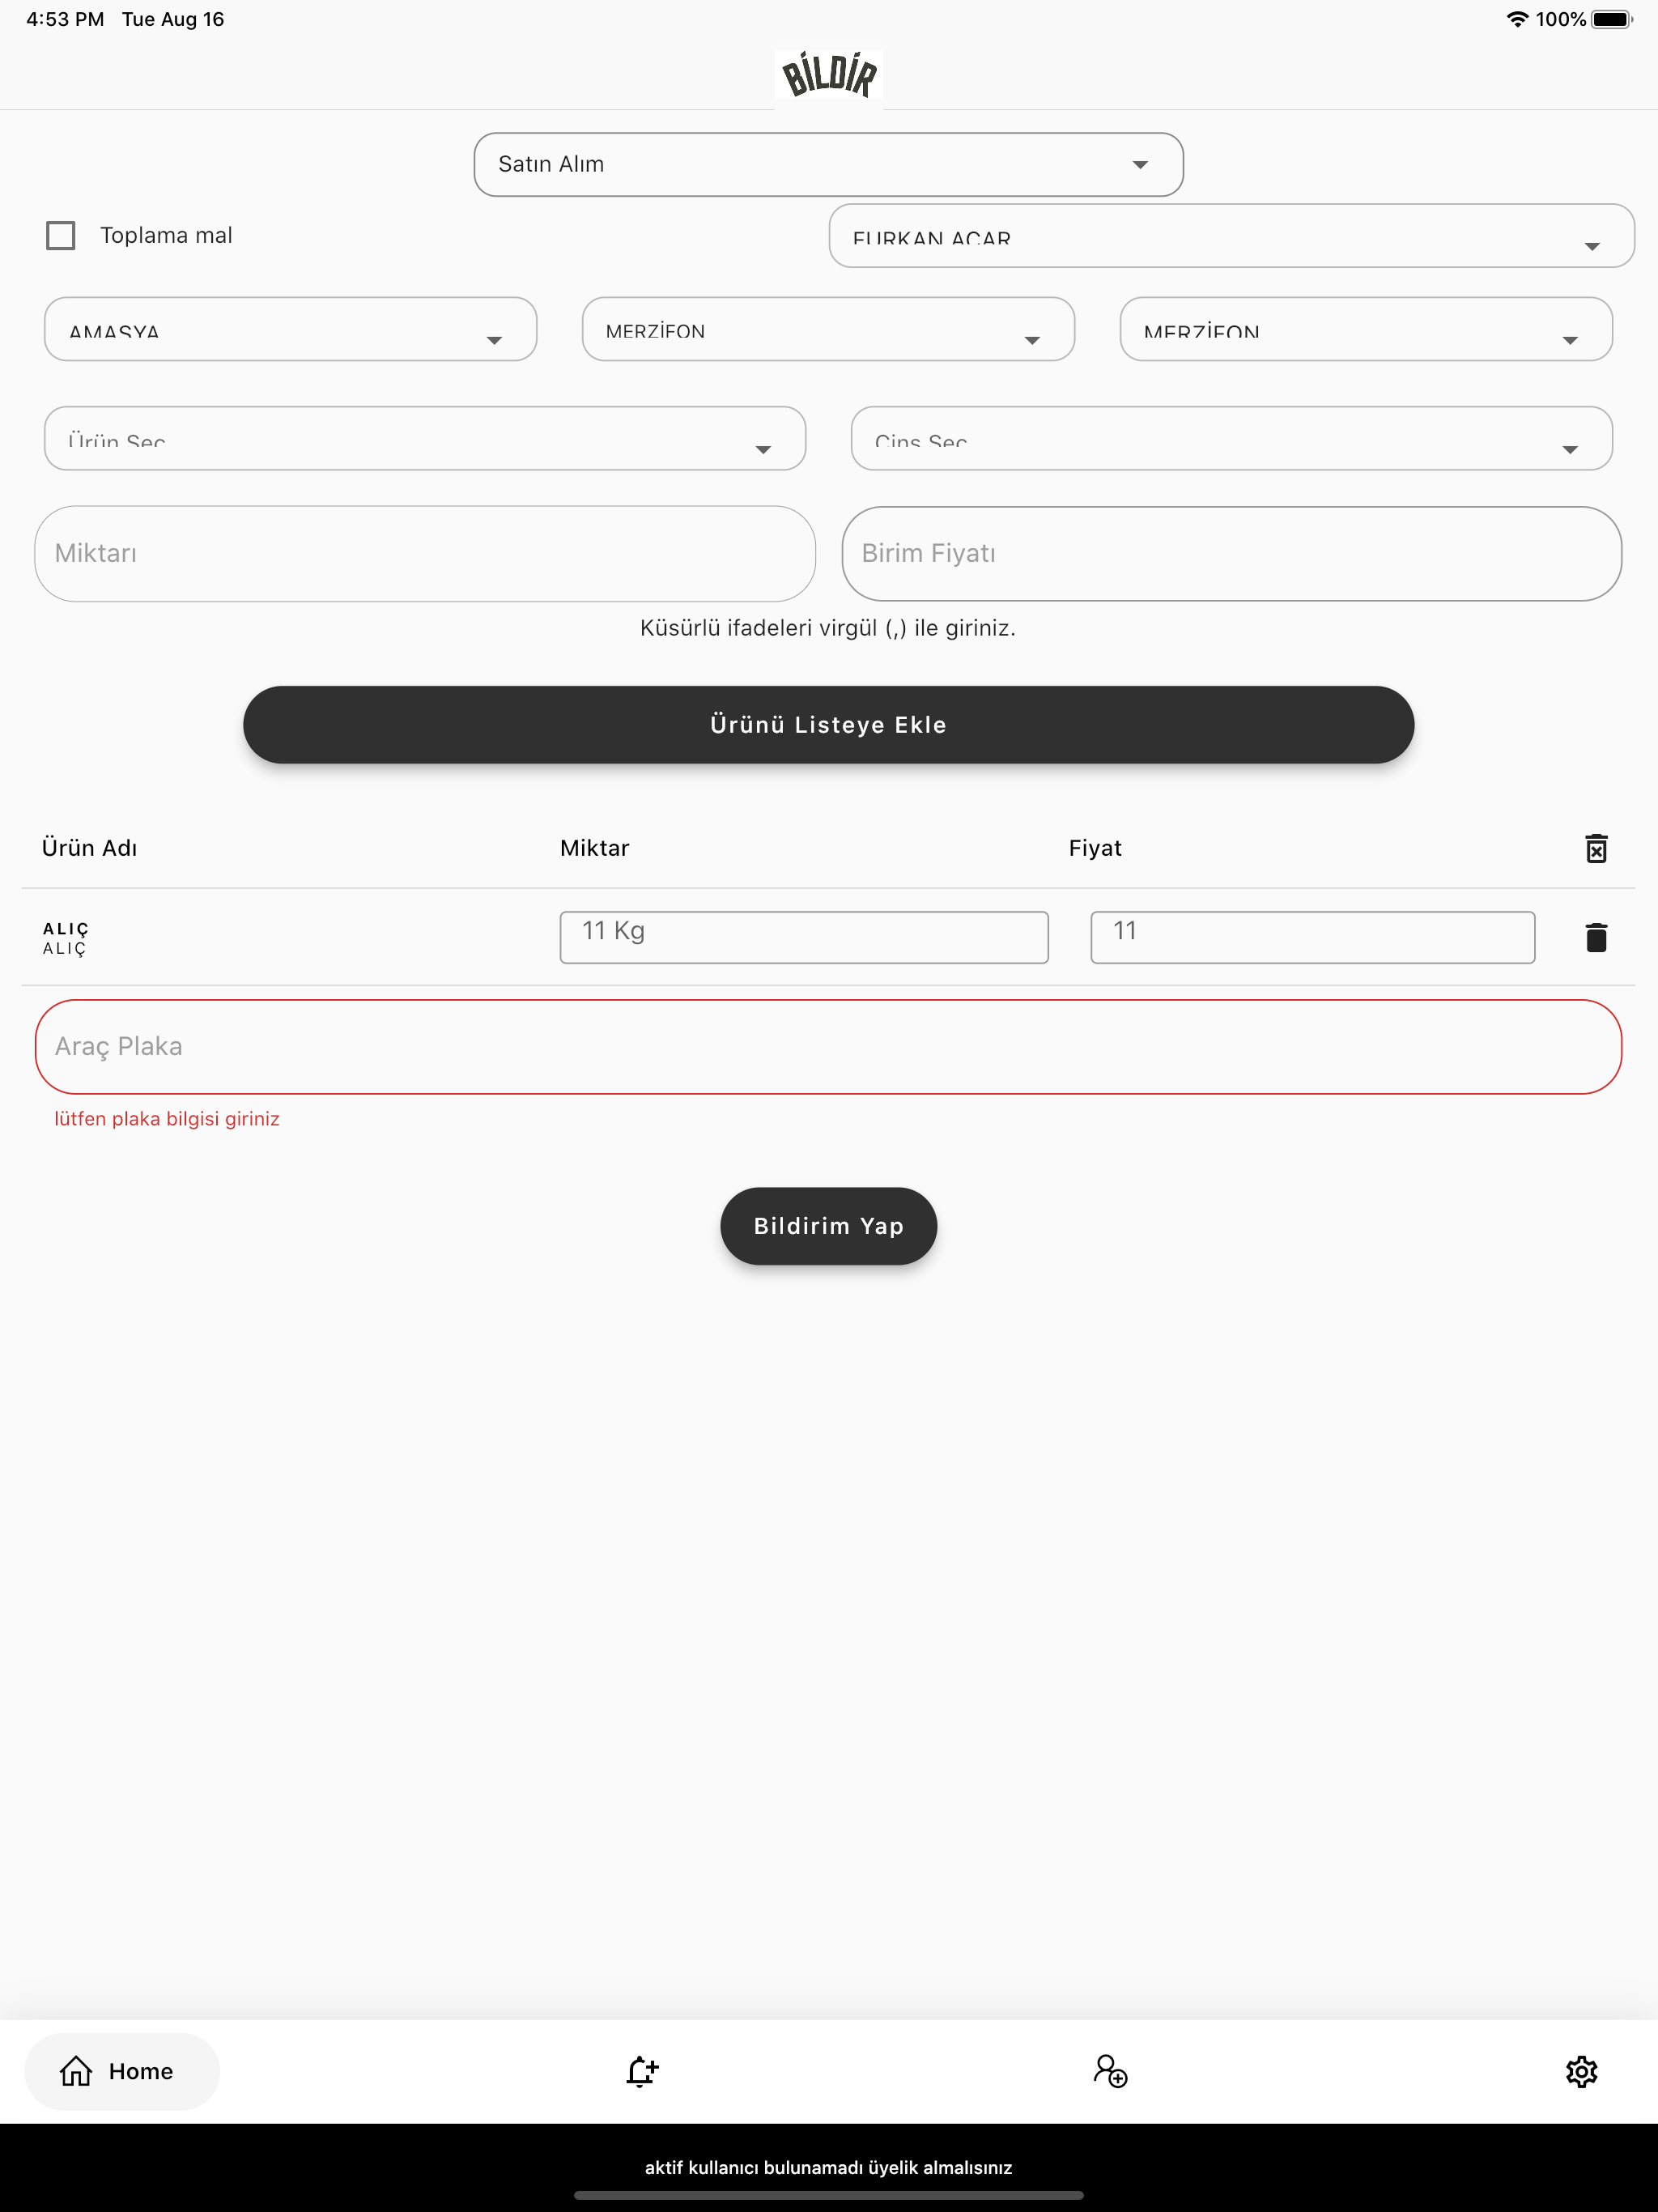 4:53 PM Tue Aug 16 100%
BİLDİR
Satın Alım
Toplama mal
FURKAN ACAR
AMASYA MERZİFON MERZİFON
Ürün Seç Cins Seç
Miktarı Birim Fiyatı
Küsürlü ifadeleri virgül (,) ile giriniz.
Ürünü Listeye Ekle
Ürün Adı Miktar Fiyat
ALIÇ
ALIÇ
11 Kg 11
Araç Plaka
lütfen plaka bilgisi giriniz
Bildirim Yap
Home
aktif kullanıcı bulunamadı üyelik almalısınız